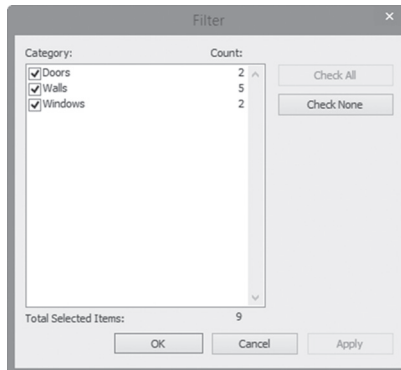 Filter
Category: Count:
Doors 2
Walls 5
Windows 2
Check All
Check None
Total Selected Items: 9
OK Cancel Apply